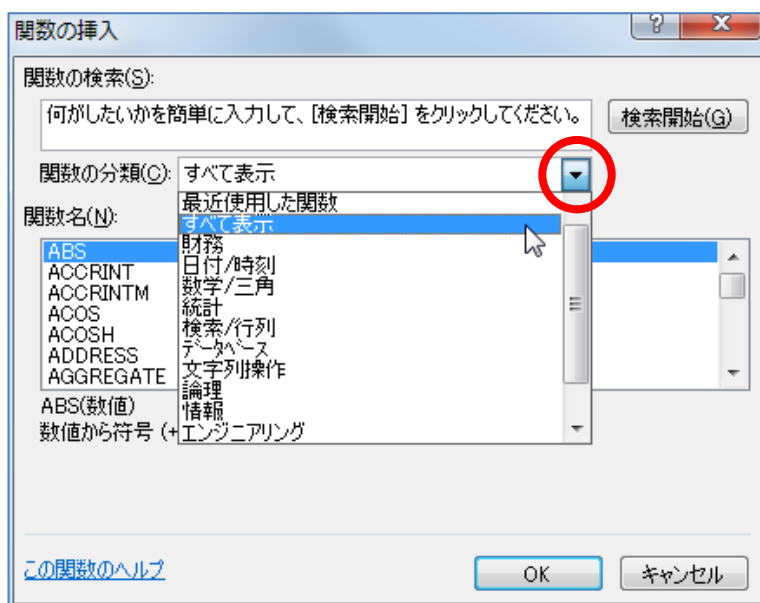 関数の挿入
関数の検索(S):
何がしたいかを簡単に入力して、[検索開始] をクリックしてください。
検索開始(G)
関数の分類(C):
すべて表示
最近使用した関数
すべて表示
財務
日付/時刻
数学/三角
統計
検索/行列
データベース
文字列操作
論理
情報
エンジニアリング
関数名(N):
ABS
ACCRINT
ACCRINTM
ACOS
ACOSH
ADDRESS
AGGREGATE
ABS(数値)
数値から符号 (+
この関数のヘルプ
OK
キャンセル